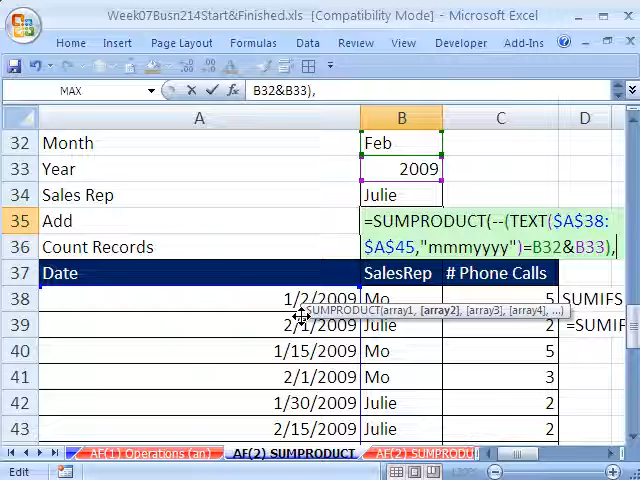 Week07Busn214Start&Finished.xls [Compatibility Mode] - Microsoft Excel
Home Insert Page Layout Formulas Data Review View Developer Add-Ins
MAX B32&B33),
A B C D
32 Month Feb
33 Year 2009
34 Sales Rep Julie
35 Add =SUMPRODUCT(--(TEXT($A$38:
36 Count Records $A$45,"mmmyyyy")=B32&B33),
37 Date SalesRep # Phone Calls
38 1/2/2009 Mo 5 SUMIFS
SUMPRODUCT(array1, [array2], [array3], [array4], ...)
39 2/1/2009 Julie 2 =SUMIF
40 1/15/2009 Mo 5
41 2/1/2009 Mo 3
42 1/30/2009 Julie 2
43 2/15/2009 Julie 2
AF(1) Operations (an) AF(2) SUMPRODUCT AF(2) SUMPRODU
Edit